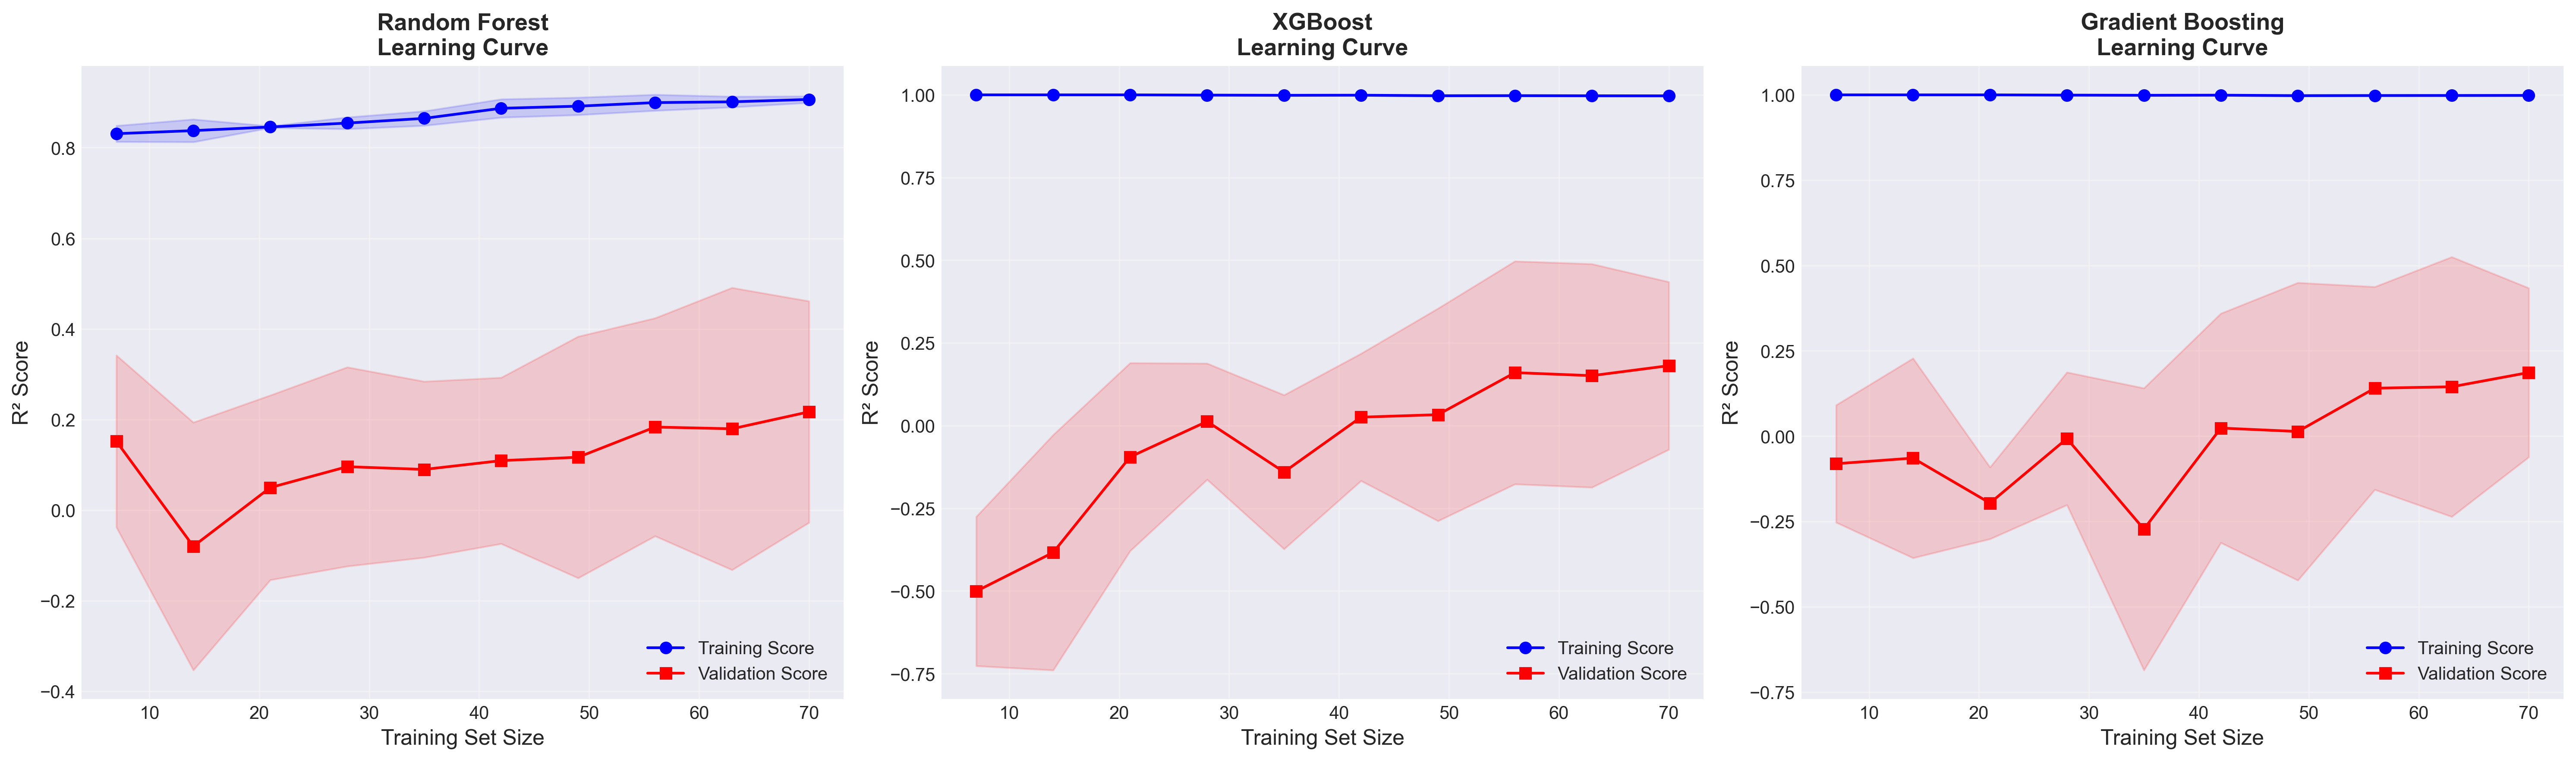 Random Forest
Learning Curve
R² Score
0.8
0.6
0.4
0.2
0.0
−0.2
−0.4
10 20 30 40 50 60 70
Training Set Size
Training Score
Validation Score
XGBoost
Learning Curve
R² Score
1.00
0.75
0.50
0.25
0.00
−0.25
−0.50
−0.75
10 20 30 40 50 60 70
Training Set Size
Training Score
Validation Score
Gradient Boosting
Learning Curve
R² Score
1.00
0.75
0.50
0.25
0.00
−0.25
−0.50
−0.75
10 20 30 40 50 60 70
Training Set Size
Training Score
Validation Score